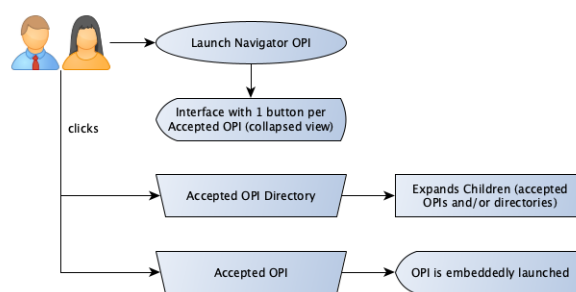 Launch Navigator OPI
Interface with 1 button per
Accepted OPI (collapsed view)
clicks
Accepted OPI Directory
Expands Children (accepted
OPIs and/or directories)
Accepted OPI
OPI is embeddedly launched